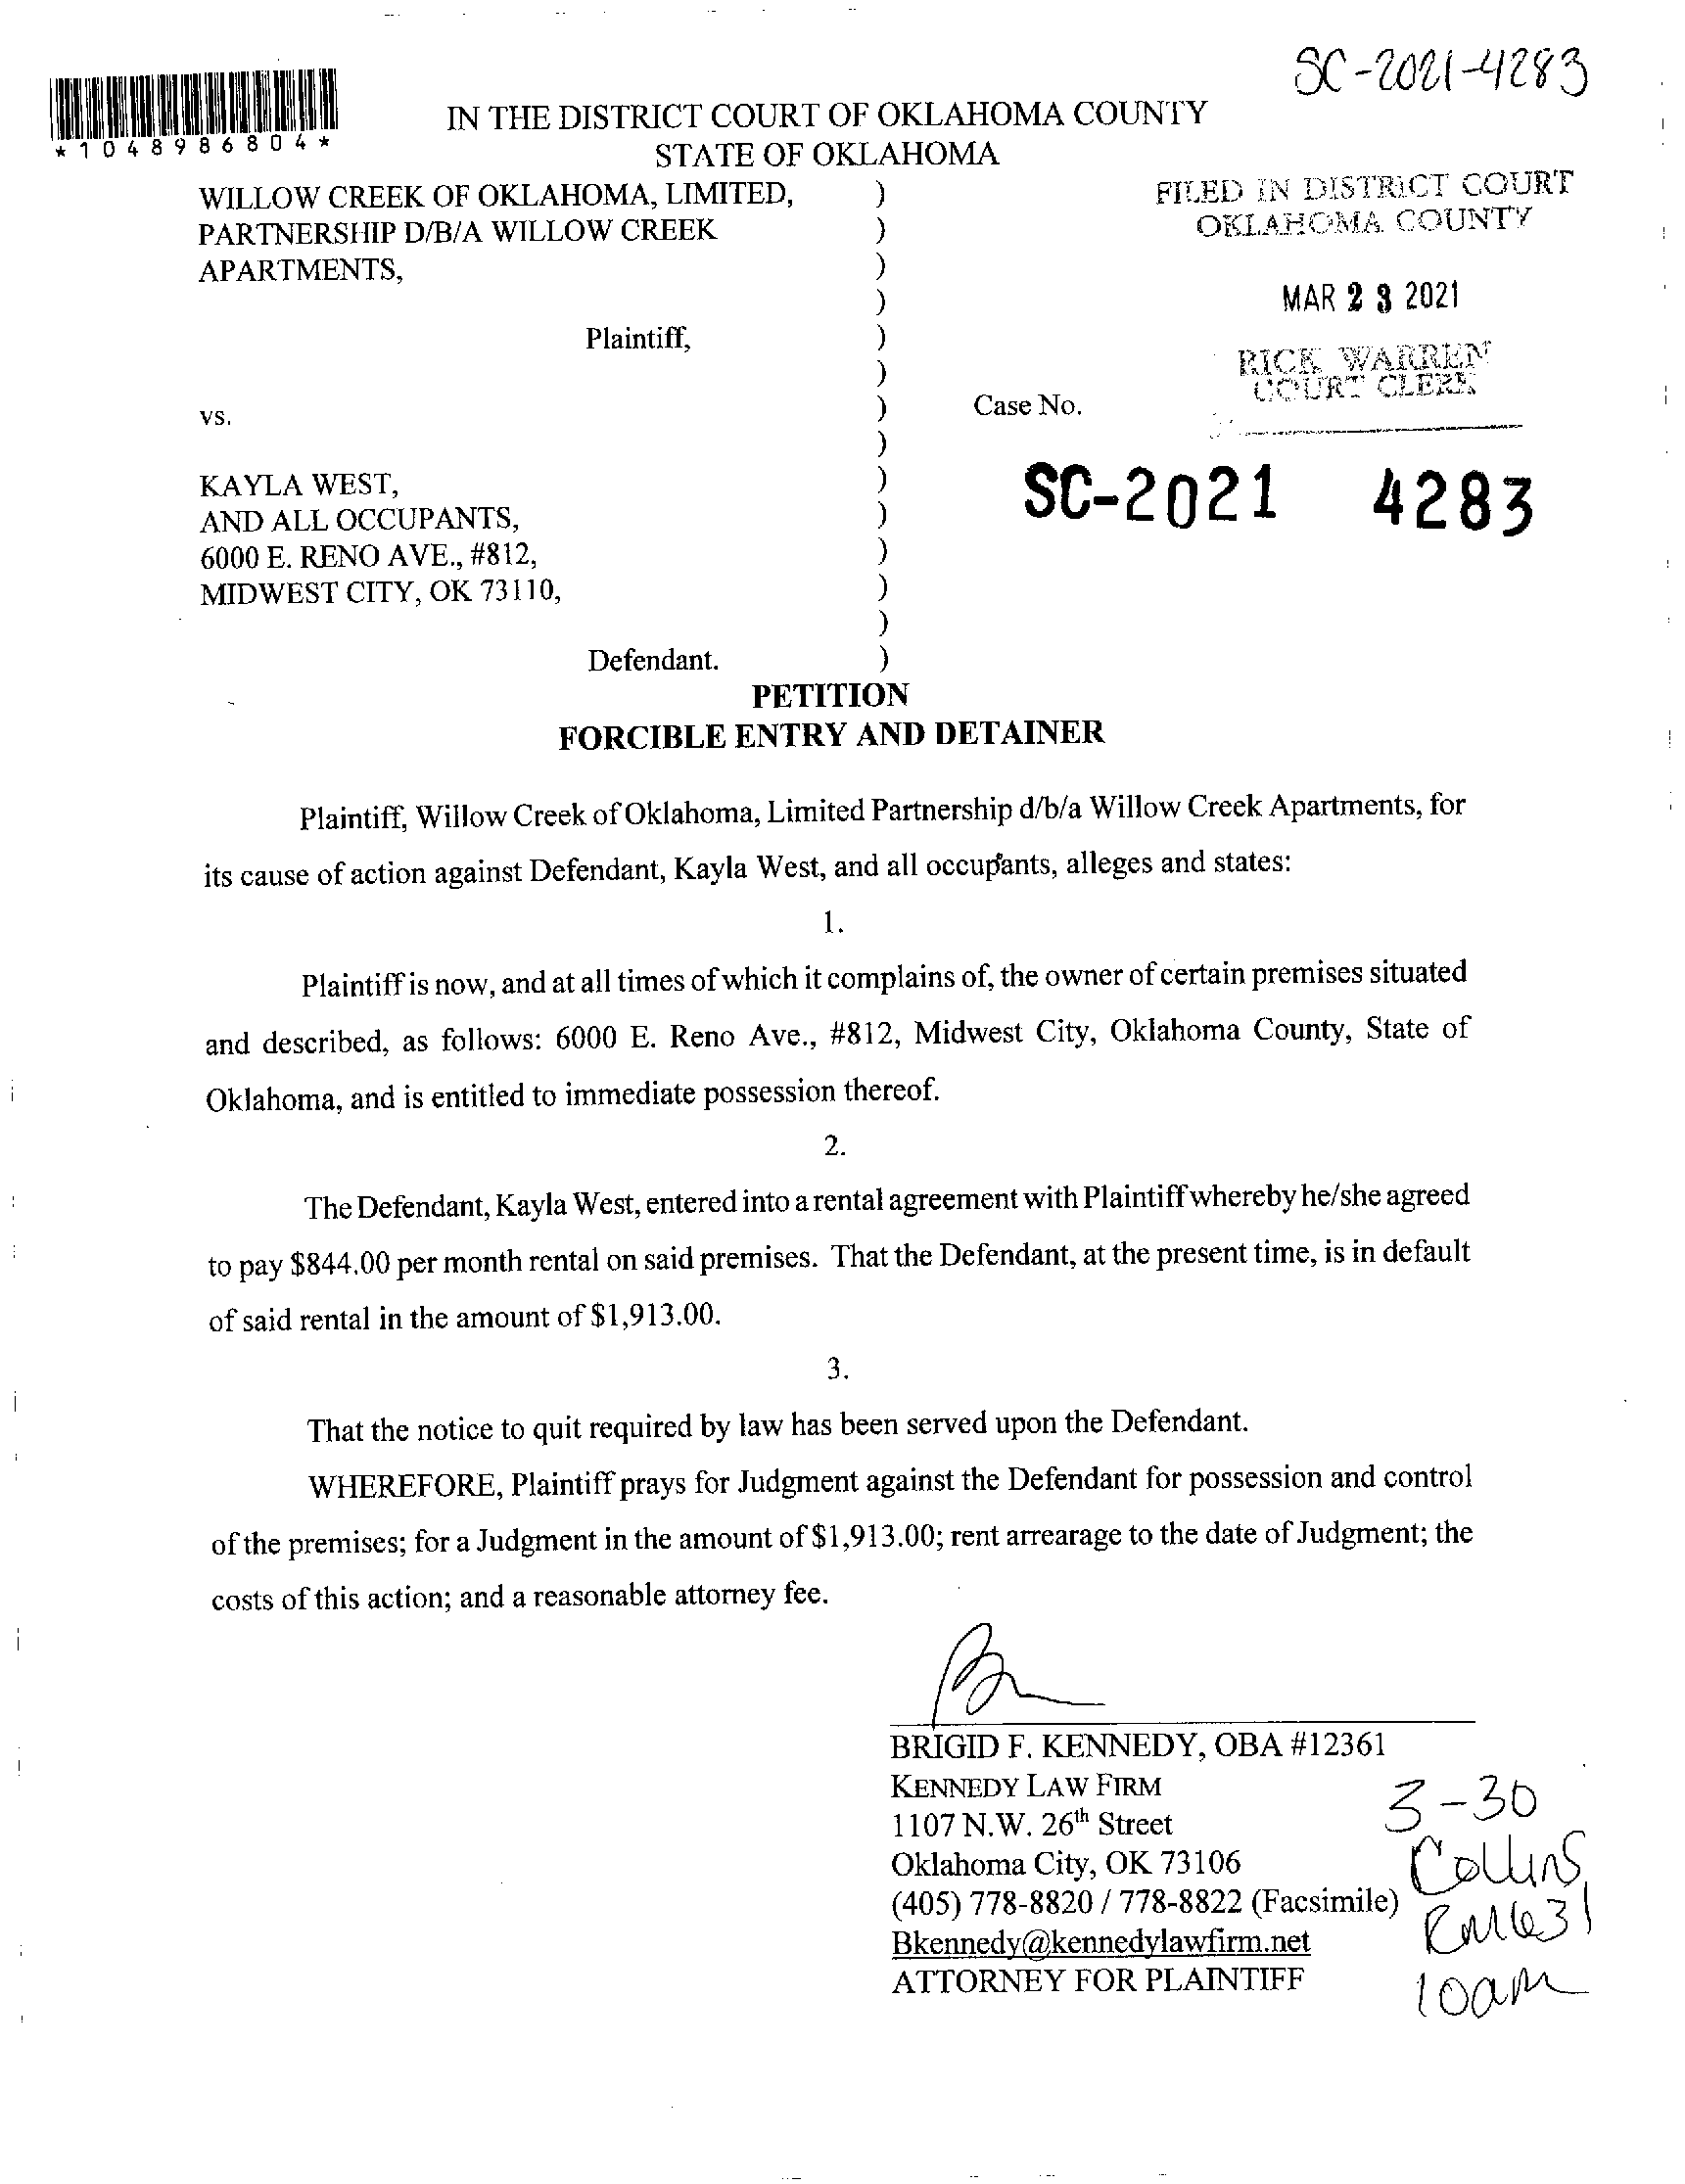 SC-2021-4283
*1048986804*
IN THE DISTRICT COURT OF OKLAHOMA COUNTY
STATE OF OKLAHOMA
WILLOW CREEK OF OKLAHOMA, LIMITED, )
PARTNERSHIP D/B/A WILLOW CREEK )
APARTMENTS, )
)
Plaintiff, )
)
vs. )
)
KAYLA WEST, )
AND ALL OCCUPANTS, )
6000 E. RENO AVE., #812, )
MIDWEST CITY, OK 73110, )
)
Defendant. )
FILED IN DISTRICT COURT
OKLAHOMA COUNTY
MAR 23 2021
RICK WARREN
COURT CLERK
Case No.
SC-2021 4283
PETITION
FORCIBLE ENTRY AND DETAINER
Plaintiff, Willow Creek of Oklahoma, Limited Partnership d/b/a Willow Creek Apartments, for
its cause of action against Defendant, Kayla West, and all occupants, alleges and states:
1.
Plaintiff is now, and at all times of which it complains of, the owner of certain premises situated
and described, as follows: 6000 E. Reno Ave., #812, Midwest City, Oklahoma County, State of
Oklahoma, and is entitled to immediate possession thereof.
2.
The Defendant, Kayla West, entered into a rental agreement with Plaintiff whereby he/she agreed
to pay $844.00 per month rental on said premises. That the Defendant, at the present time, is in default
of said rental in the amount of $1,913.00.
3.
That the notice to quit required by law has been served upon the Defendant.
WHEREFORE, Plaintiff prays for Judgment against the Defendant for possession and control
of the premises; for a Judgment in the amount of $1,913.00; rent arrearage to the date of Judgment; the
costs of this action; and a reasonable attorney fee.
BRIGID F. KENNEDY, OBA #12361
KENNEDY LAW FIRM
1107 N.W. 26th Street
Oklahoma City, OK 73106
(405) 778-8820 / 778-8822 (Facsimile)
Bkennedy@kennedylawfirm.net
ATTORNEY FOR PLAINTIFF
3-30
Collins
Rm 631
10am